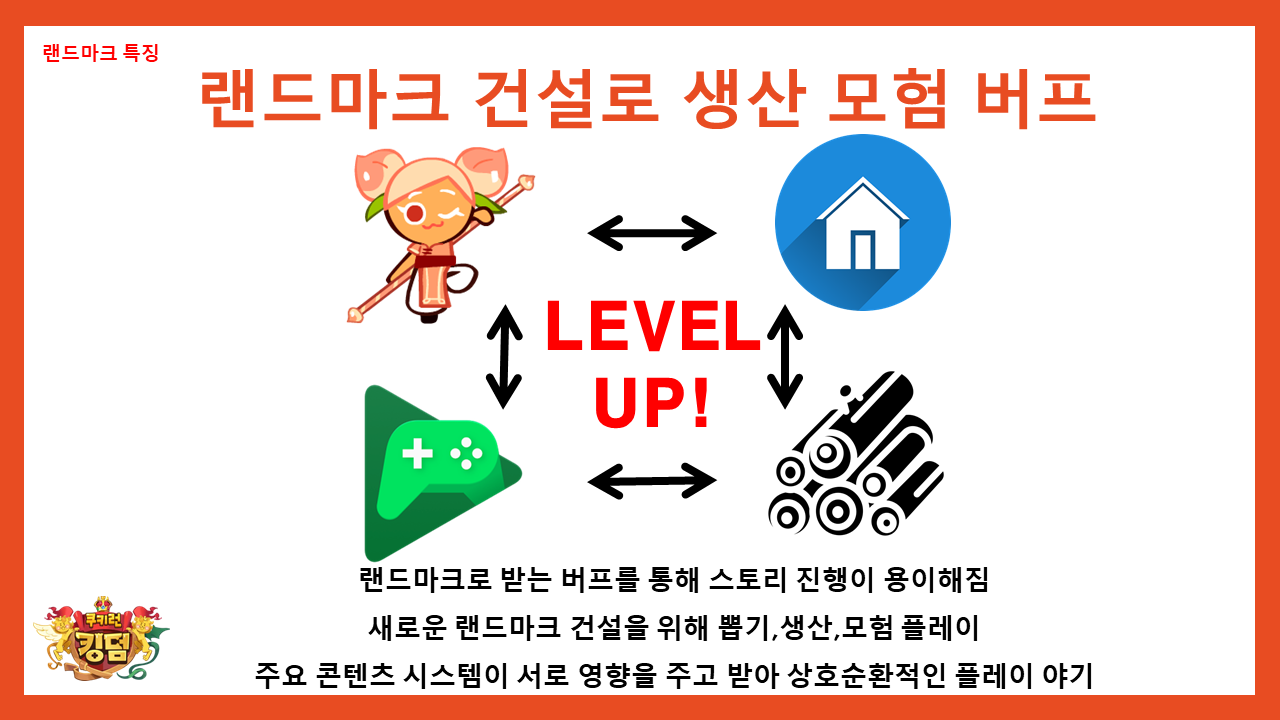 랜드마크 특징
랜드마크 건설로 생산 모험 버프
LEVEL
UP!
랜드마크로 받는 버프를 통해 스토리 진행이 용이해짐
새로운 랜드마크 건설을 위해 뽑기,생산,모험 플레이
주요 콘텐츠 시스템이 서로 영향을 주고 받아 상호순환적인 플레이 야기
쿠키런
킹덤